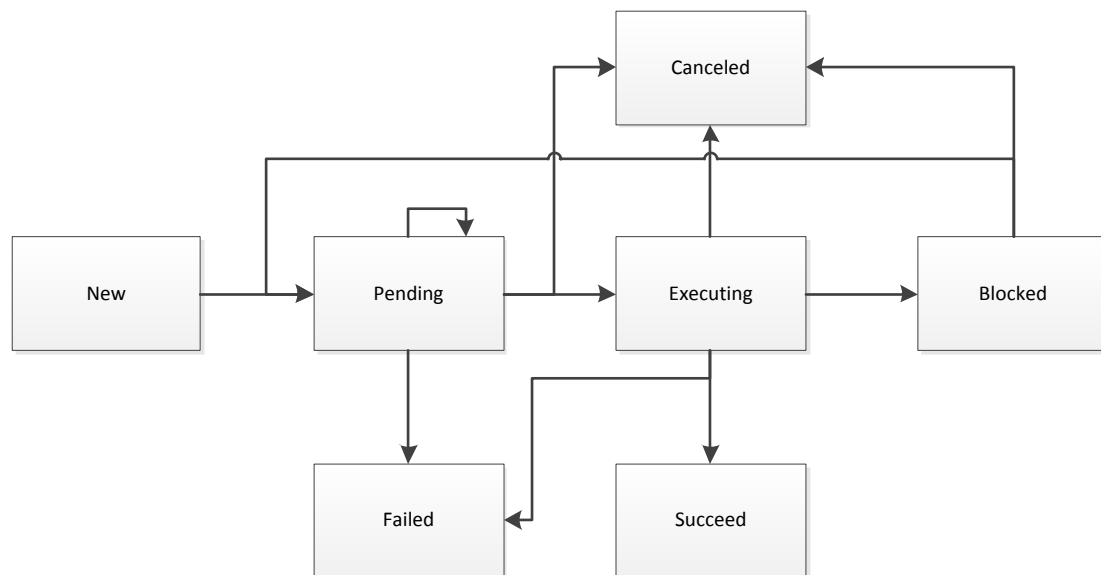 Canceled
New
Pending
Executing
Blocked
Failed
Succeed